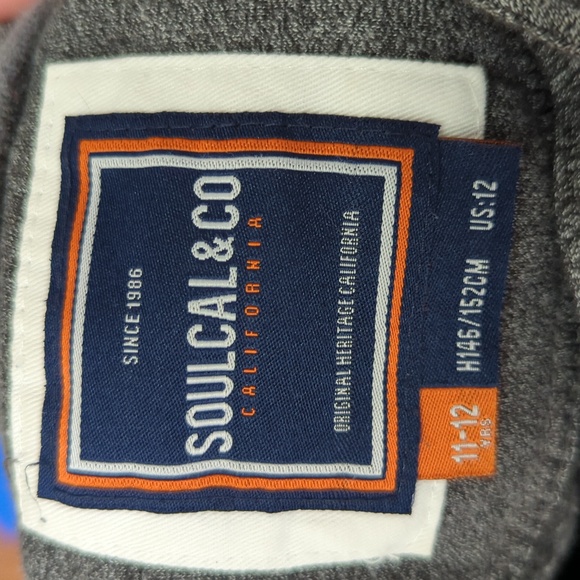 SINCE 1986
SOULCAL&CO
CALIFORNIA
ORIGINAL HERITAGE CALIFORNIA
11-12 YRS
H146/152CM US:12